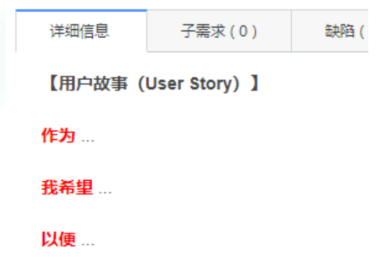 详细信息 子需求 ( 0 ) 缺陷 (
【用户故事（User Story）】
作为 ...
我希望 ...
以便 ...